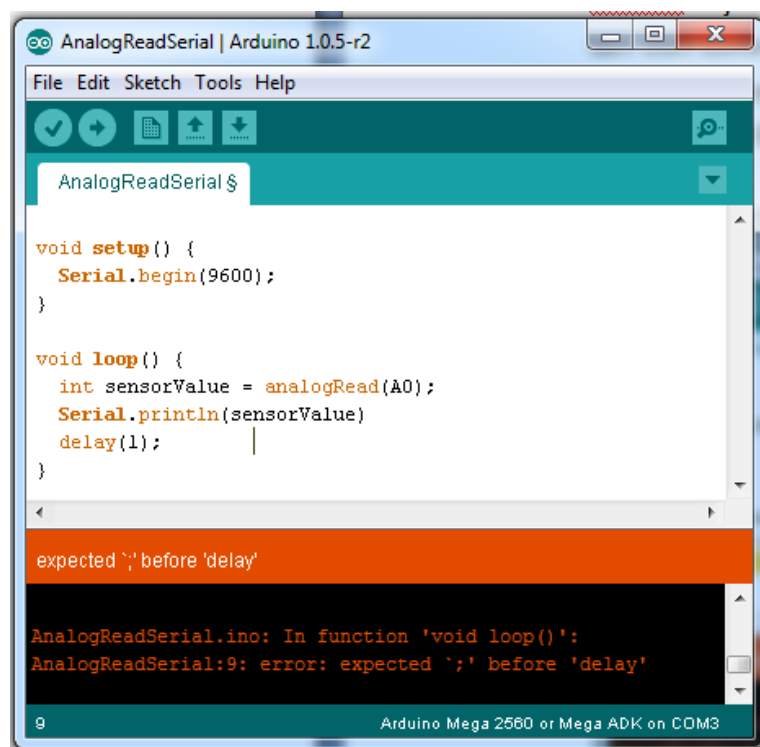 AnalogReadSerial | Arduino 1.0.5-r2
File Edit Sketch Tools Help
AnalogReadSerial §
void setup() {
  Serial.begin(9600);
}
void loop() {
  int sensorValue = analogRead(A0);
  Serial.println(sensorValue)
  delay(1);
}
expected `;' before 'delay'
AnalogReadSerial.ino: In function 'void loop()':
AnalogReadSerial:9: error: expected `;' before 'delay'
9 Arduino Mega 2560 or Mega ADK on COM3